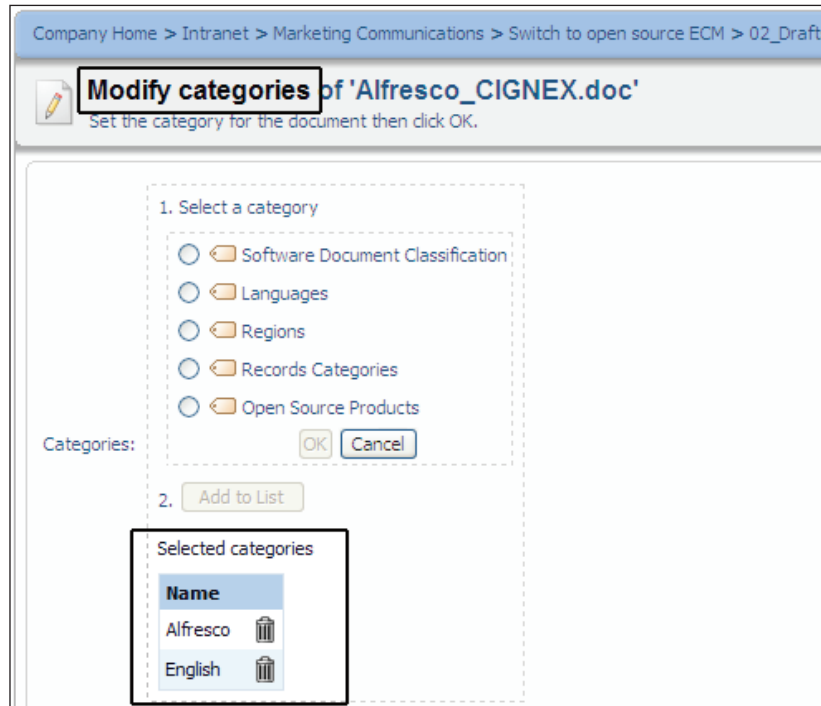 Company Home > Intranet > Marketing Communications > Switch to open source ECM > 02_Draft
Modify categories of 'Alfresco_CIGNEX.doc'
Set the category for the document then click OK.
1. Select a category
Software Document Classification
Languages
Regions
Records Categories
Open Source Products
Categories:
OK Cancel
2. Add to List
Selected categories
Name
Alfresco
English